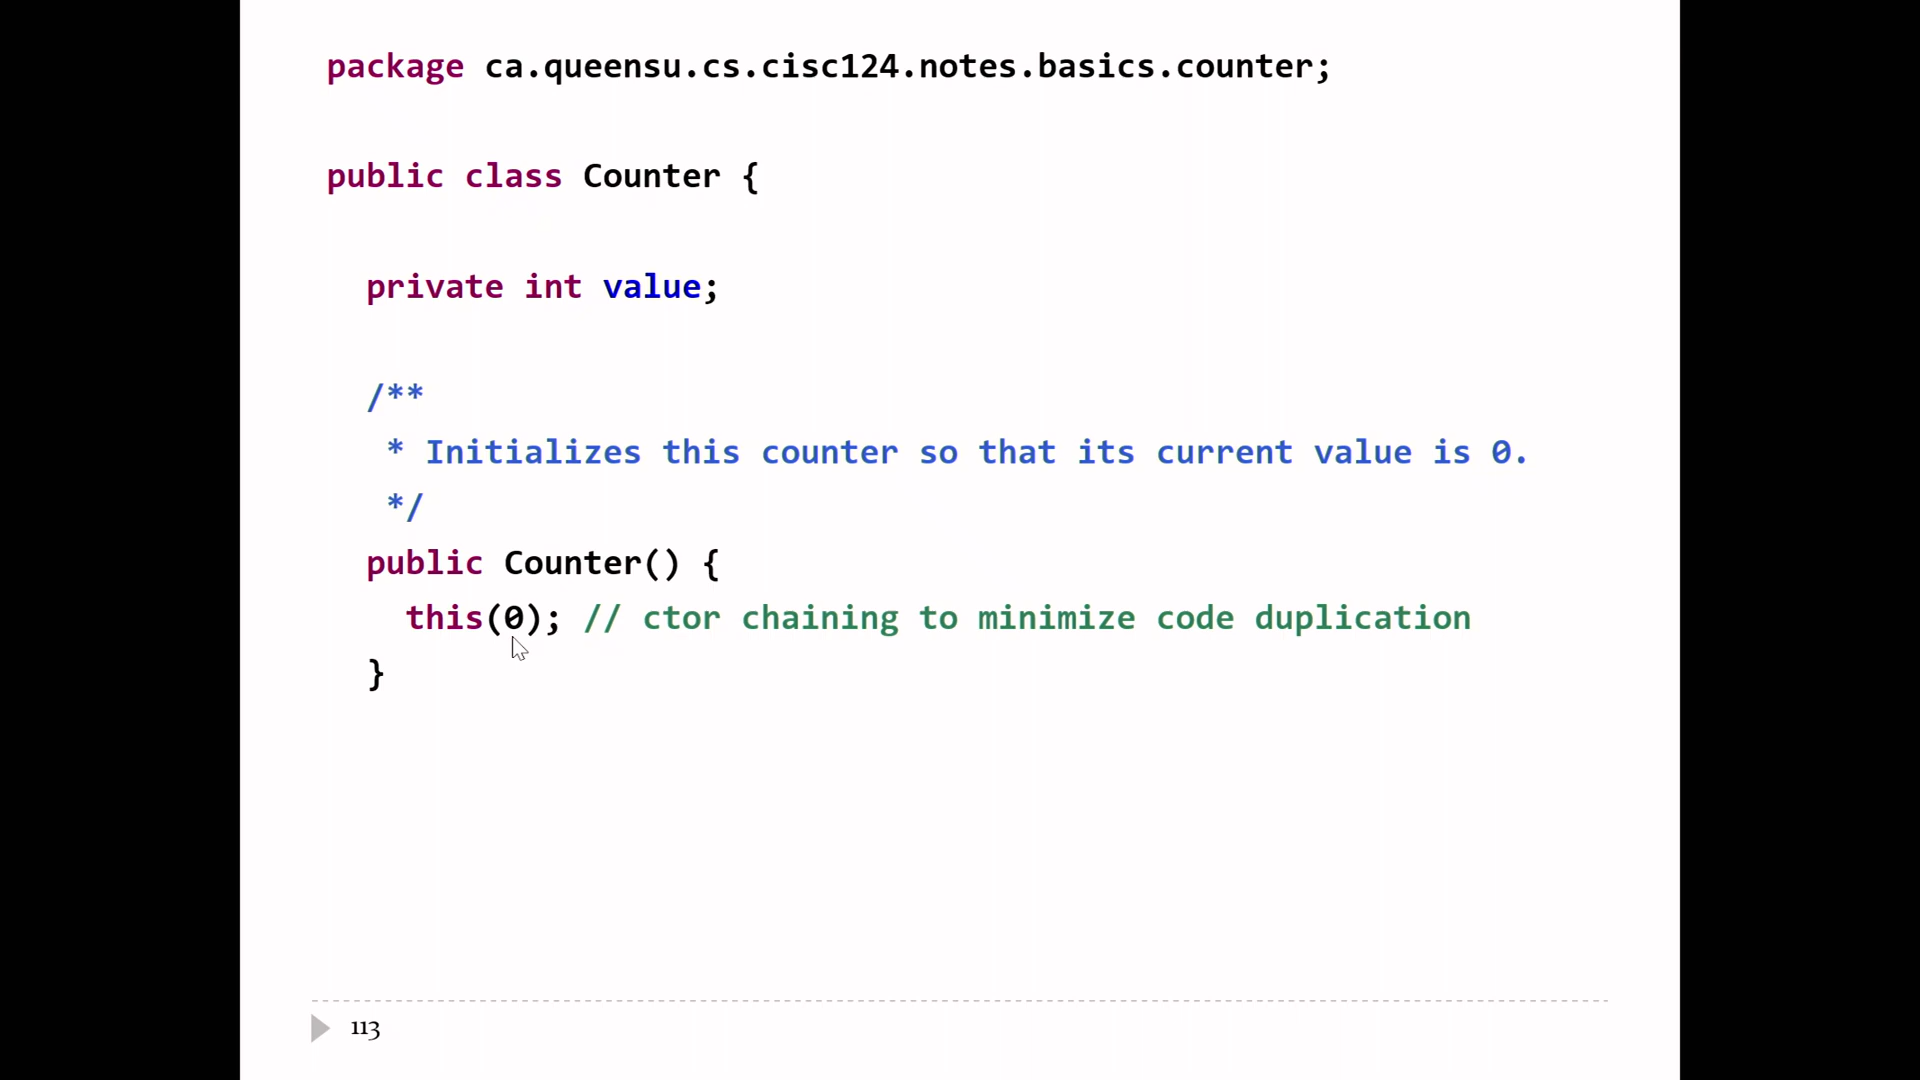 package ca.queensu.cs.cisc124.notes.basics.counter;
public class Counter {
private int value;
/**
* Initializes this counter so that its current value is 0.
*/
public Counter() {
this(0); // ctor chaining to minimize code duplication
}
113